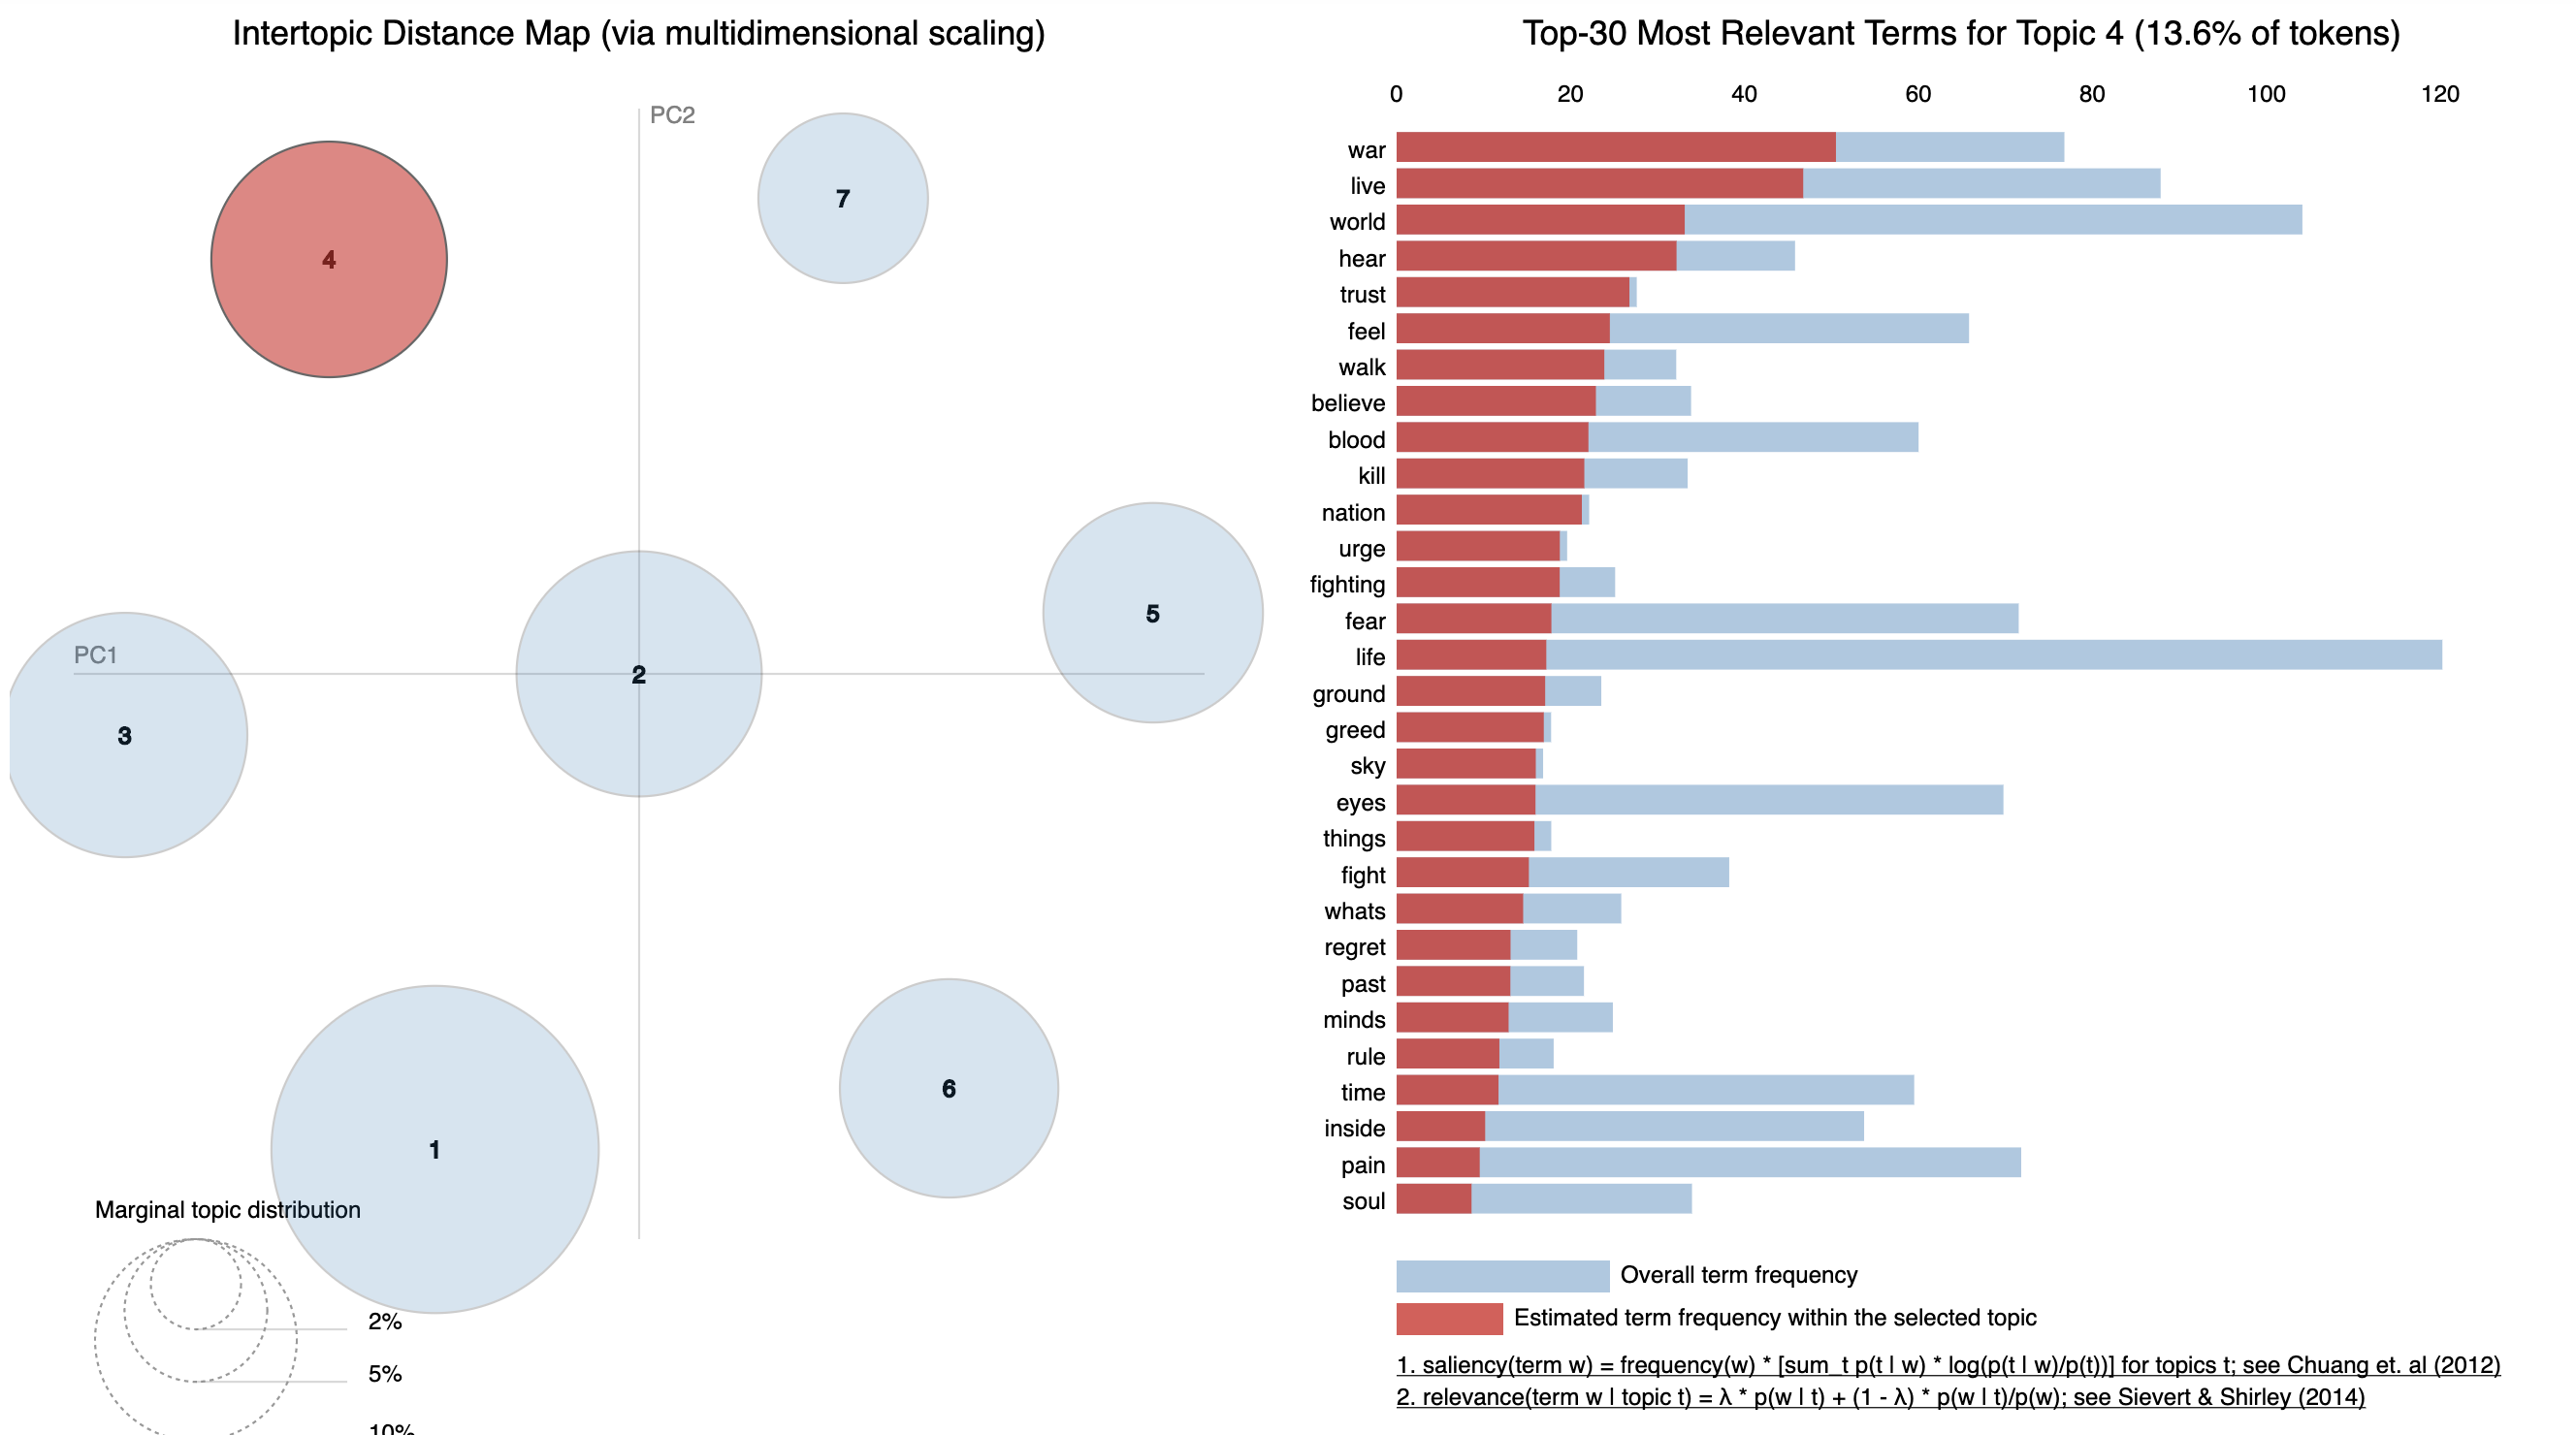 Intertopic Distance Map (via multidimensional scaling)
PC2
PC1
4
7
5
2
3
1
6
Marginal topic distribution
2%
5%
10%
Top-30 Most Relevant Terms for Topic 4 (13.6% of tokens)
0 20 40 60 80 100 120
war
live
world
hear
trust
feel
walk
believe
blood
kill
nation
urge
fighting
fear
life
ground
greed
sky
eyes
things
fight
whats
regret
past
minds
rule
time
inside
pain
soul
Overall term frequency
Estimated term frequency within the selected topic
1. saliency(term w) = frequency(w) * [sum_t p(t | w) * log(p(t | w)/p(t))] for topics t; see Chuang et. al (2012)
2. relevance(term w | topic t) = λ * p(w | t) + (1 - λ) * p(w | t)/p(w); see Sievert & Shirley (2014)